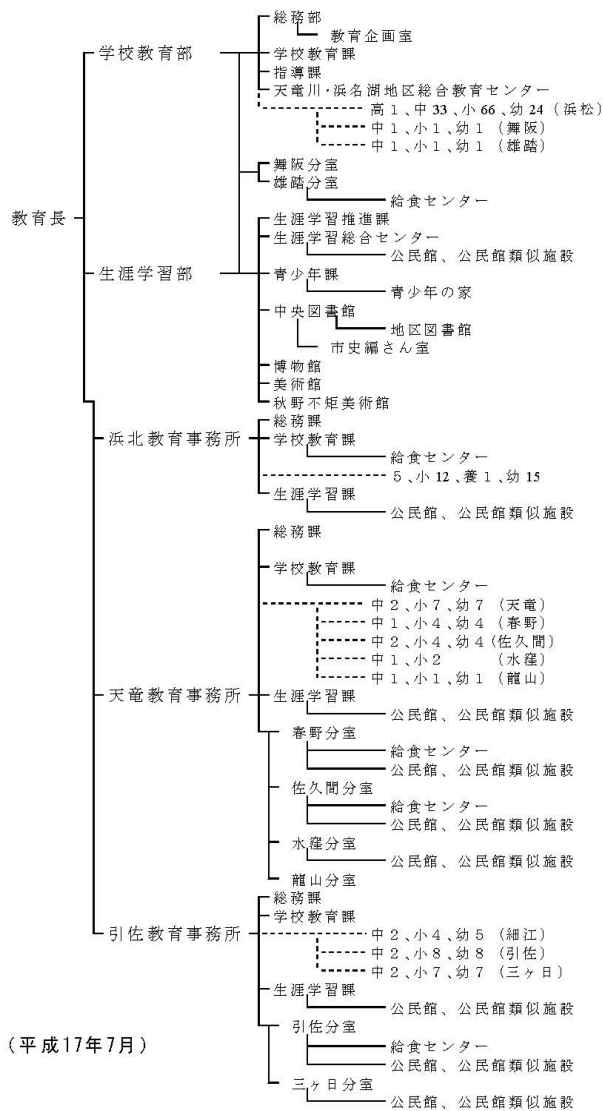 総務部
教育企画室
学校教育部
学校教育課
指導課
天竜川・浜名湖地区総合教育センター
高1、中33、小66、幼24（浜松）
中1、小1、幼1（舞阪）
中1、小1、幼1（雄踏）
舞阪分室
雄踏分室
給食センター
教育長
生涯学習推進課
生涯学習総合センター
公民館、公民館類似施設
生涯学習部
青少年課
青少年の家
中央図書館
地区図書館
市史編さん室
博物館
美術館
秋野不矩美術館
総務課
浜北教育事務所
学校教育課
給食センター
5、小12、養1、幼15
生涯学習課
公民館、公民館類似施設
総務課
学校教育課
給食センター
中2、小7、幼7（天竜）
中1、小4、幼4（春野）
中2、小4、幼4（佐久間）
中1、小2（水窪）
中1、小1、幼1（龍山）
天竜教育事務所
生涯学習課
公民館、公民館類似施設
春野分室
給食センター
公民館、公民館類似施設
佐久間分室
給食センター
公民館、公民館類似施設
水窪分室
公民館、公民館類似施設
龍山分室
総務課
学校教育課
引佐教育事務所
中2、小4、幼5（細江）
中2、小8、幼8（引佐）
中2、小7、幼7（三ヶ日）
生涯学習課
公民館、公民館類似施設
引佐分室
給食センター
公民館、公民館類似施設
三ヶ日分室
公民館、公民館類似施設
（平成17年7月）